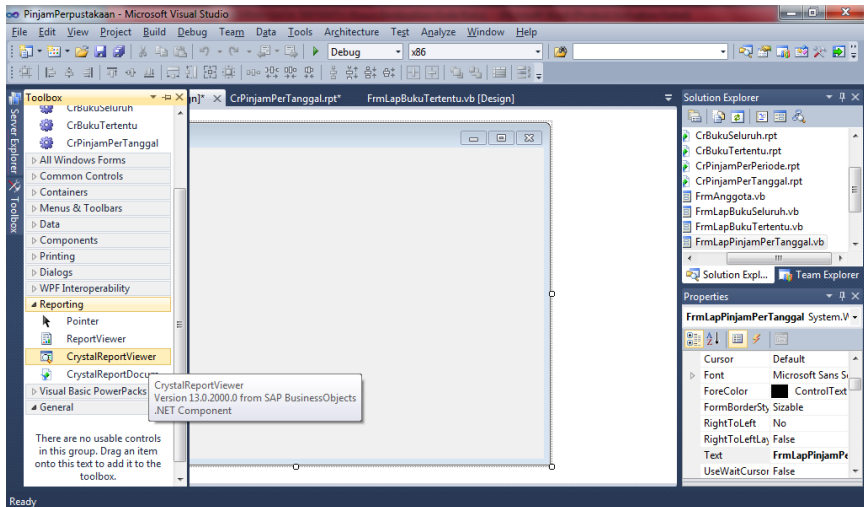 PinjamPerpustakaan - Microsoft Visual Studio
File Edit View Project Build Debug Team Data Tools Architecture Test Analyze Window Help
Debug x86
Toolbox
gn]* CrPinjamPerTanggal.rpt* FrmLapBukuTertentu.vb [Design]
Server Explorer
Toolbox
CrBukuSeluruh
CrBukuTertentu
CrPinjamPerTanggal
All Windows Forms
Common Controls
Containers
Menus & Toolbars
Data
Components
Printing
Dialogs
WPF Interoperability
Reporting
Pointer
ReportViewer
CrystalReportViewer
CrystalReportDocum
Visual Basic PowerPacks
General
There are no usable controls
in this group. Drag an item
onto this text to add it to the
toolbox.
CrystalReportViewer
Version 13.0.2000.0 from SAP BusinessObjects
.NET Component
Solution Explorer
CrBukuSeluruh.rpt
CrBukuTertentu.rpt
CrPinjamPerPeriode.rpt
CrPinjamPerTanggal.rpt
FrmAnggota.vb
FrmLapBukuSeluruh.vb
FrmLapBukuTertentu.vb
FrmLapPinjamPerTanggal.vb
Solution Expl... Team Explorer
Properties
FrmLapPinjamPerTanggal System.W
Cursor Default
Font Microsoft Sans Se
ForeColor ControlText
FormBorderSty Sizable
RightToLeft No
RightToLeftLay False
Text FrmLapPinjamPe
UseWaitCursor False
Ready